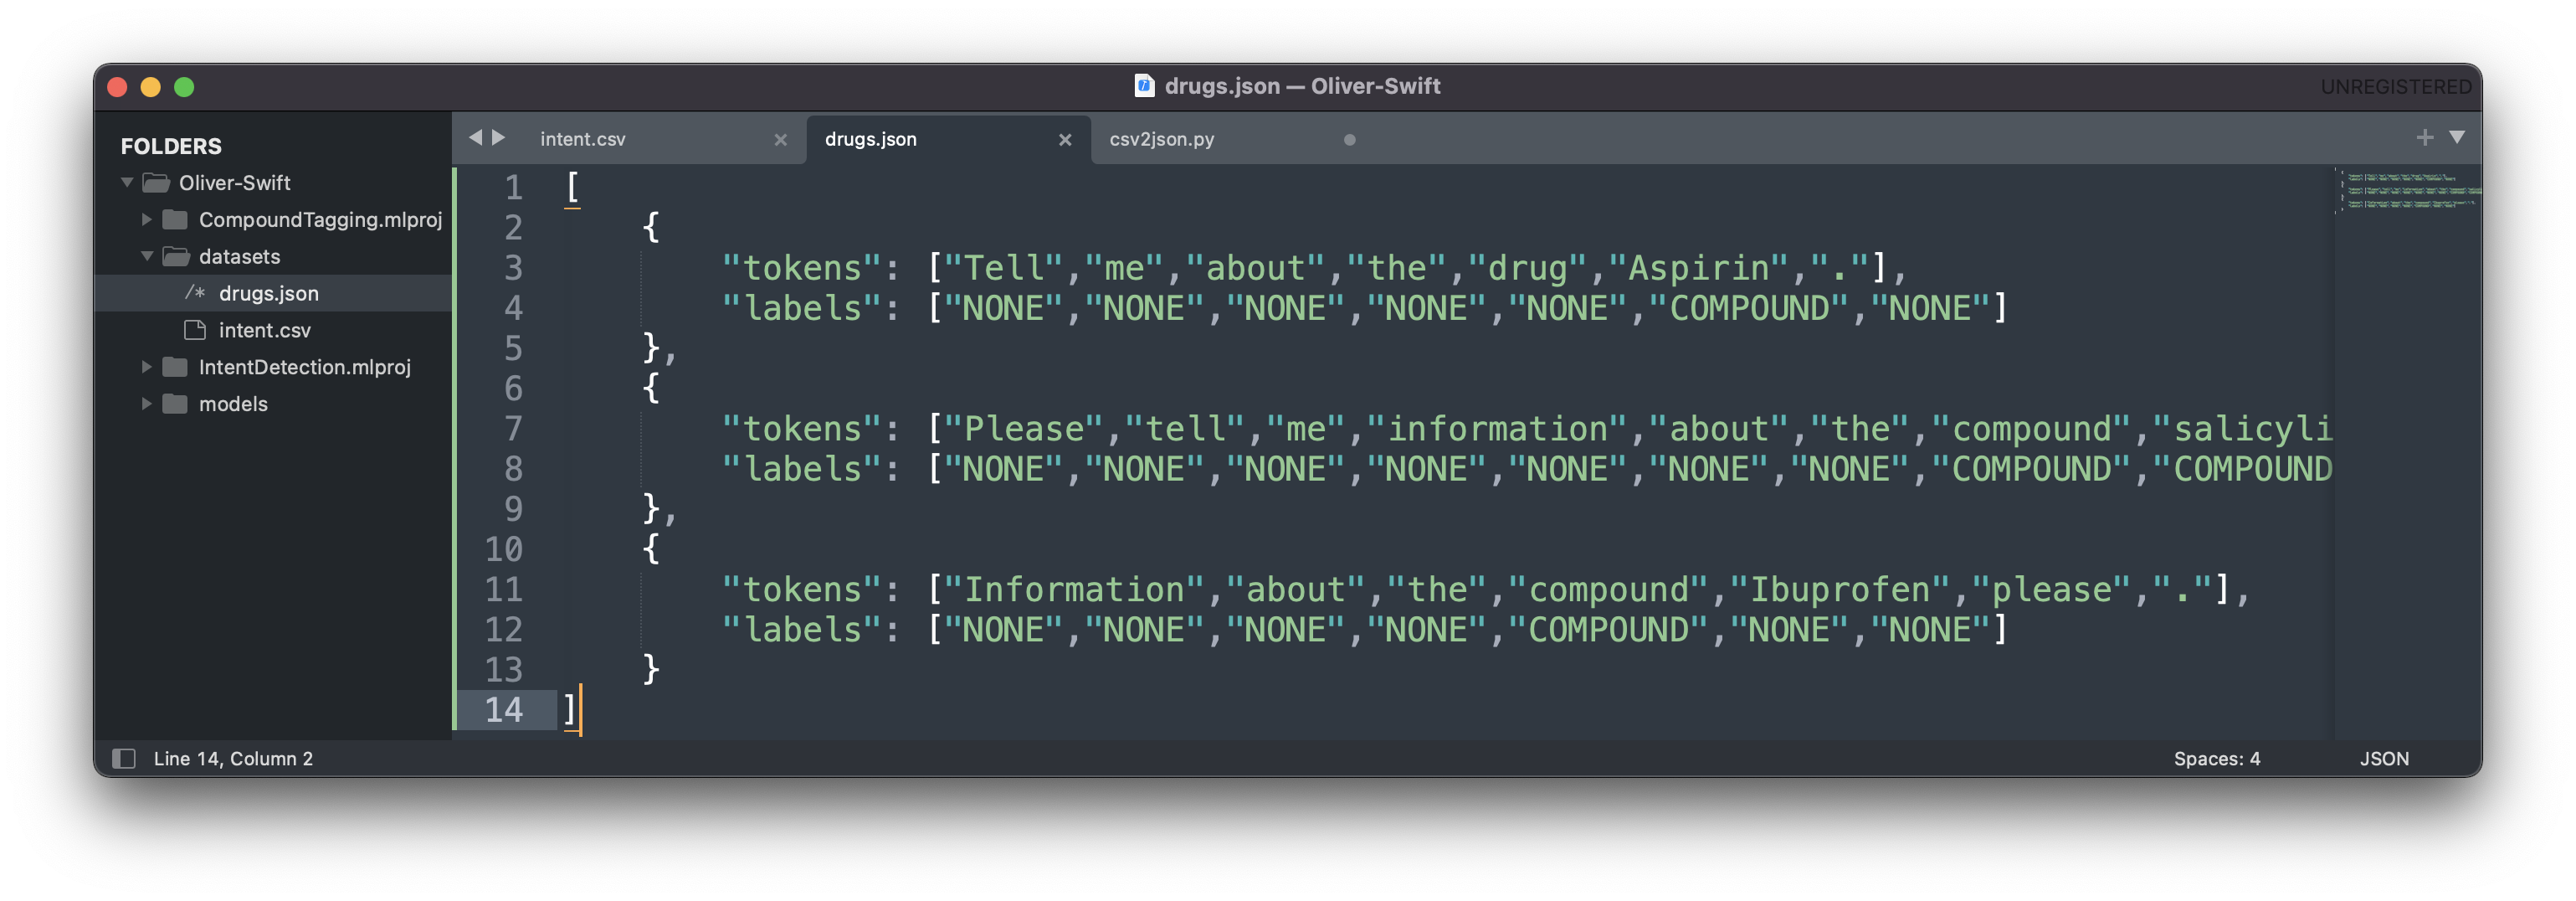 drugs.json — Oliver-Swift
UNREGISTERED
FOLDERS
Oliver-Swift
CompoundTagging.mlproj
datasets
/* drugs.json
intent.csv
IntentDetection.mlproj
models
intent.csv
drugs.json
csv2json.py
1 [
2 {
3 "tokens": ["Tell","me","about","the","drug","Aspirin","."],
4 "labels": ["NONE","NONE","NONE","NONE","NONE","COMPOUND","NONE"]
5 },
6 {
7 "tokens": ["Please","tell","me","information","about","the","compound","salicyli
8 "labels": ["NONE","NONE","NONE","NONE","NONE","NONE","NONE","COMPOUND","COMPOUND
9 },
10 {
11 "tokens": ["Information","about","the","compound","Ibuprofen","please","."],
12 "labels": ["NONE","NONE","NONE","NONE","COMPOUND","NONE","NONE"]
13 }
14 ]
Line 14, Column 2
Spaces: 4
JSON